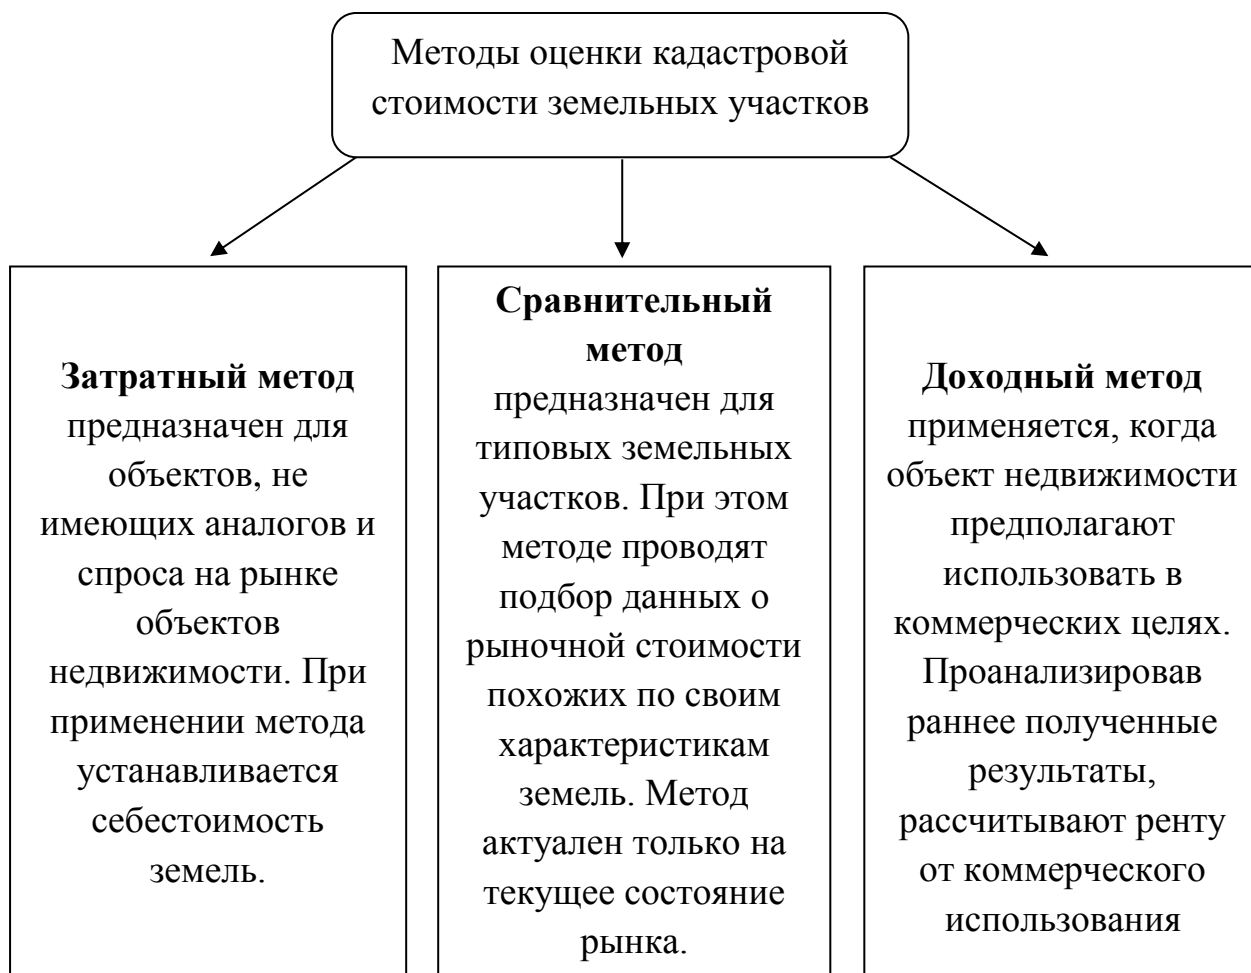 Методы оценки кадастровой
стоимости земельных участков
Затратный метод
предназначен для
объектов, не
имеющих аналогов и
спроса на рынке
объектов
недвижимости. При
применении метода
устанавливается
себестоимость
земель.
Сравнительный
метод
предназначен для
типовых земельных
участков. При этом
методе проводят
подбор данных о
рыночной стоимости
похожих по своим
характеристикам
земель. Метод
актуален только на
текущее состояние
рынка.
Доходный метод
применяется, когда
объект недвижимости
предполагают
использовать в
коммерческих целях.
Проанализировав
раннее полученные
результаты,
рассчитывают ренту
от коммерческого
использования